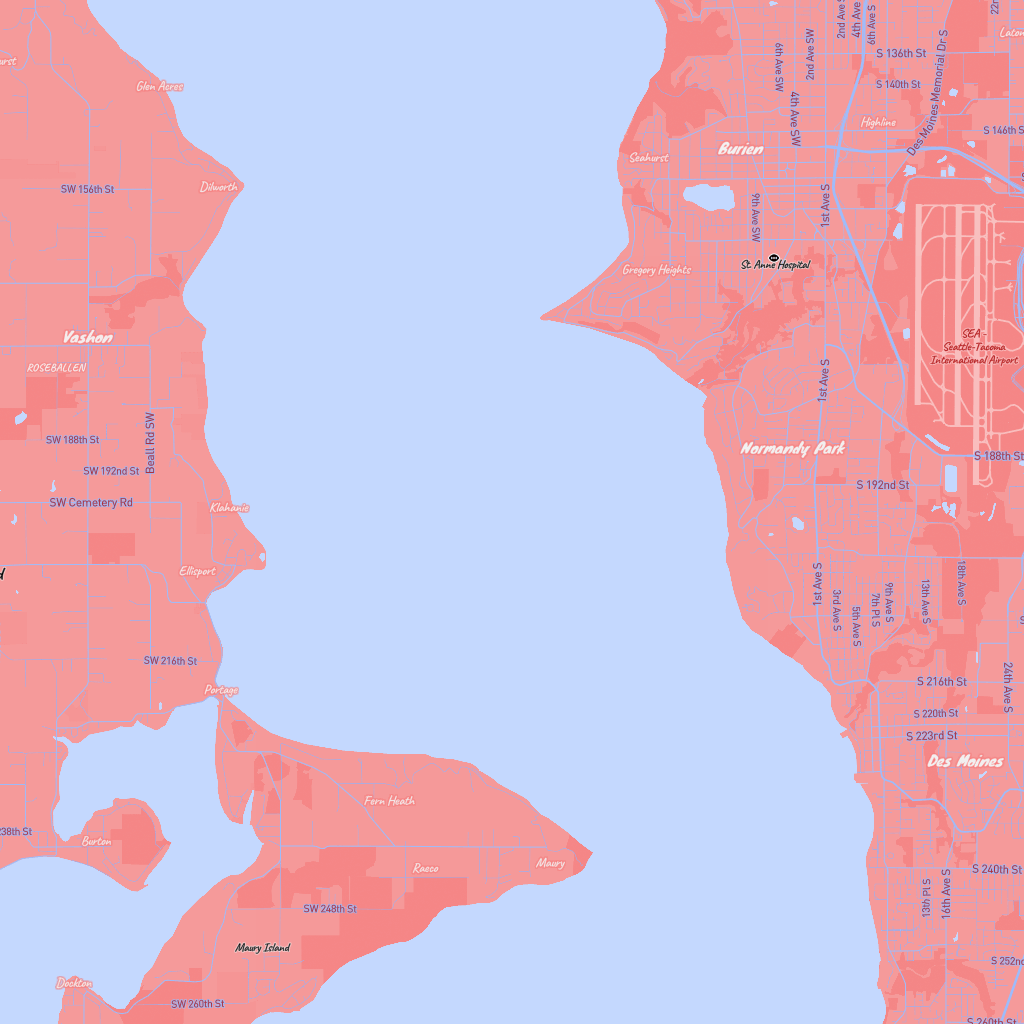 2nd Ave S
4th Ave S
6th Ave S
22n
Laton
S 136th St
6th Ave SW
2nd Ave SW
Des Moines Memorial Dr S
Glen Acres
S 140th St
4th Ave SW
Highline
S 146th St
Burien
Seahurst
SW 156th St
Dilworth
1st Ave S
9th Ave SW
St. Anne Hospital
Gregory Heights
Vashon
SEA -
Seattle-Tacoma
International Airport
ROSEBALLEN
1st Ave S
SW 188th St
Beall Rd SW
Normandy Park
S 188th St
SW 192nd St
S 192nd St
SW Cemetery Rd
Klahanie
Ellisport
1st Ave S
3rd Ave S
5th Ave S
7th Pl S
9th Ave S
13th Ave S
18th Ave S
SW 216th St
S 216th St
24th Ave S
Portage
S 220th St
S 223rd St
Des Moines
Fern Heath
238th St
Burton
Maury
Rasco
S 240th St
13th Pl S
16th Ave S
SW 248th St
Maury Island
S 252nd
Dockton
SW 260th St
S 260th St